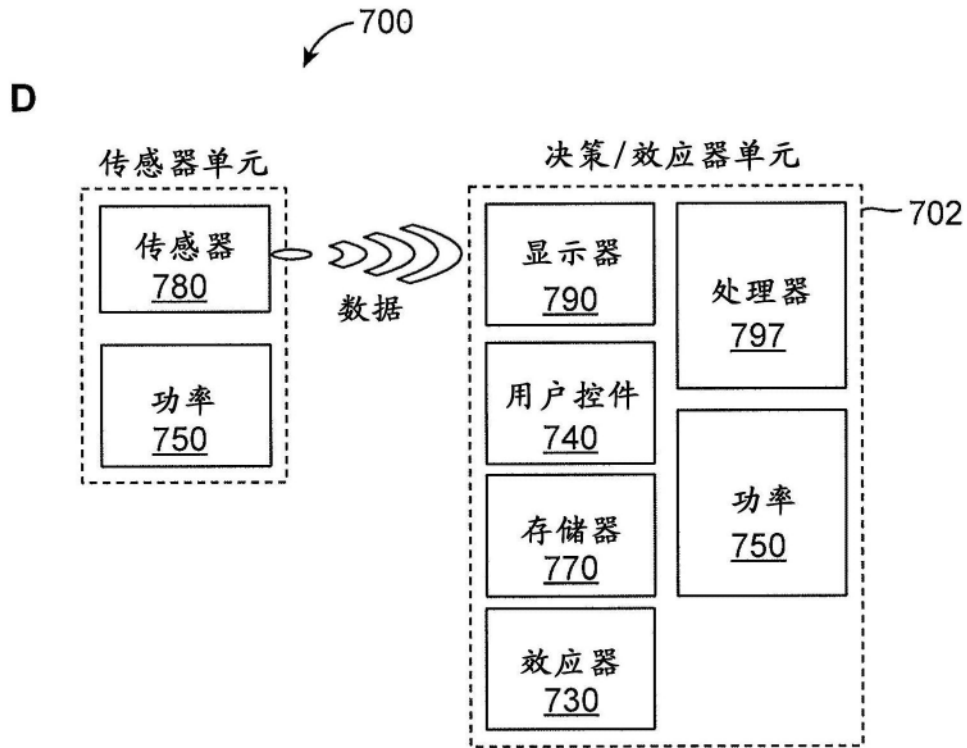 700
D
传感器单元
传感器
780
功率
750
数据
决策/效应器单元
702
显示器
790
用户控件
740
存储器
770
效应器
730
处理器
797
功率
750